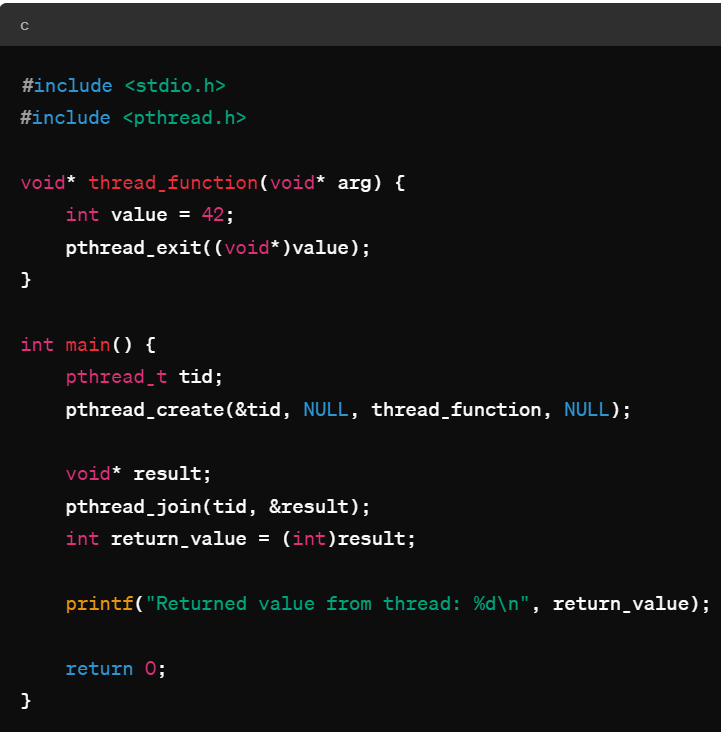 c
#include <stdio.h>
#include <pthread.h>
void* thread_function(void* arg) {
    int value = 42;
    pthread_exit((void*)value);
}
int main() {
    pthread_t tid;
    pthread_create(&tid, NULL, thread_function, NULL);
    void* result;
    pthread_join(tid, &result);
    int return_value = (int)result;
    printf("Returned value from thread: %d\n", return_value);
    return 0;
}